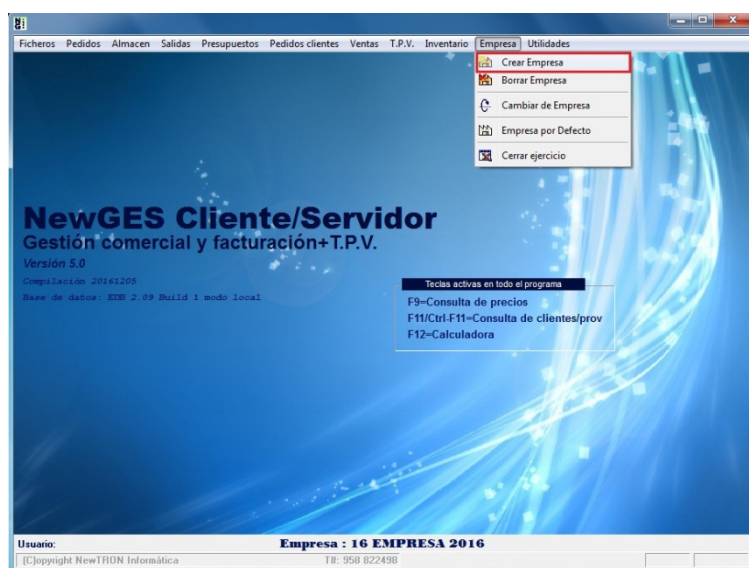 Ficheros Pedidos Almacen Salidas Presupuestos Pedidos clientes Ventas T.P.V. Inventario Empresa Utilidades
Crear Empresa
Borrar Empresa
Cambiar de Empresa
Empresa por Defecto
Cerrar ejercicio
NewGES Cliente/Servidor
Gestión comercial y facturación+T.P.V.
Versión 5.0
Compilación 20161205
Base de datos: EDB 2.09 Build 1 modo local
Teclas activas en todo el programa
F9=Consulta de precios
F11/Ctrl-F11=Consulta de clientes/prov
F12=Calculadora
Usuario: Empresa : 16 EMPRESA 2016
(C)opyright NewTRON Informática Tlf: 958 822498